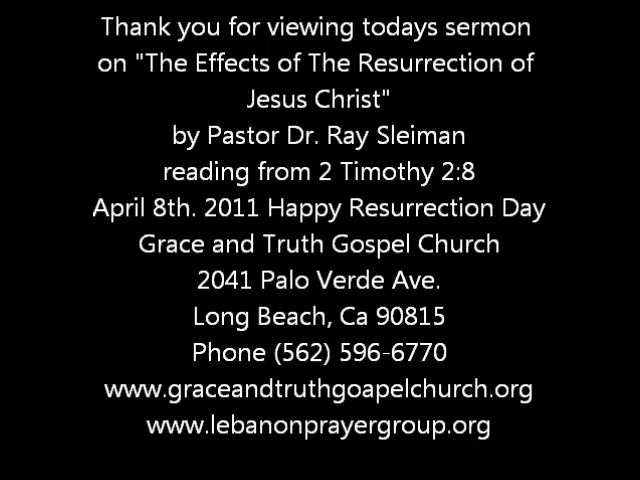 Thank you for viewing todays sermon
on "The Effects of The Resurrection of
Jesus Christ"
by Pastor Dr. Ray Sleiman
reading from 2 Timothy 2:8
April 8th. 2011 Happy Resurrection Day
Grace and Truth Gospel Church
2041 Palo Verde Ave.
Long Beach, Ca 90815
Phone (562) 596-6770
www.graceandtruthgoapelchurch.org
www.lebanonprayergroup.org